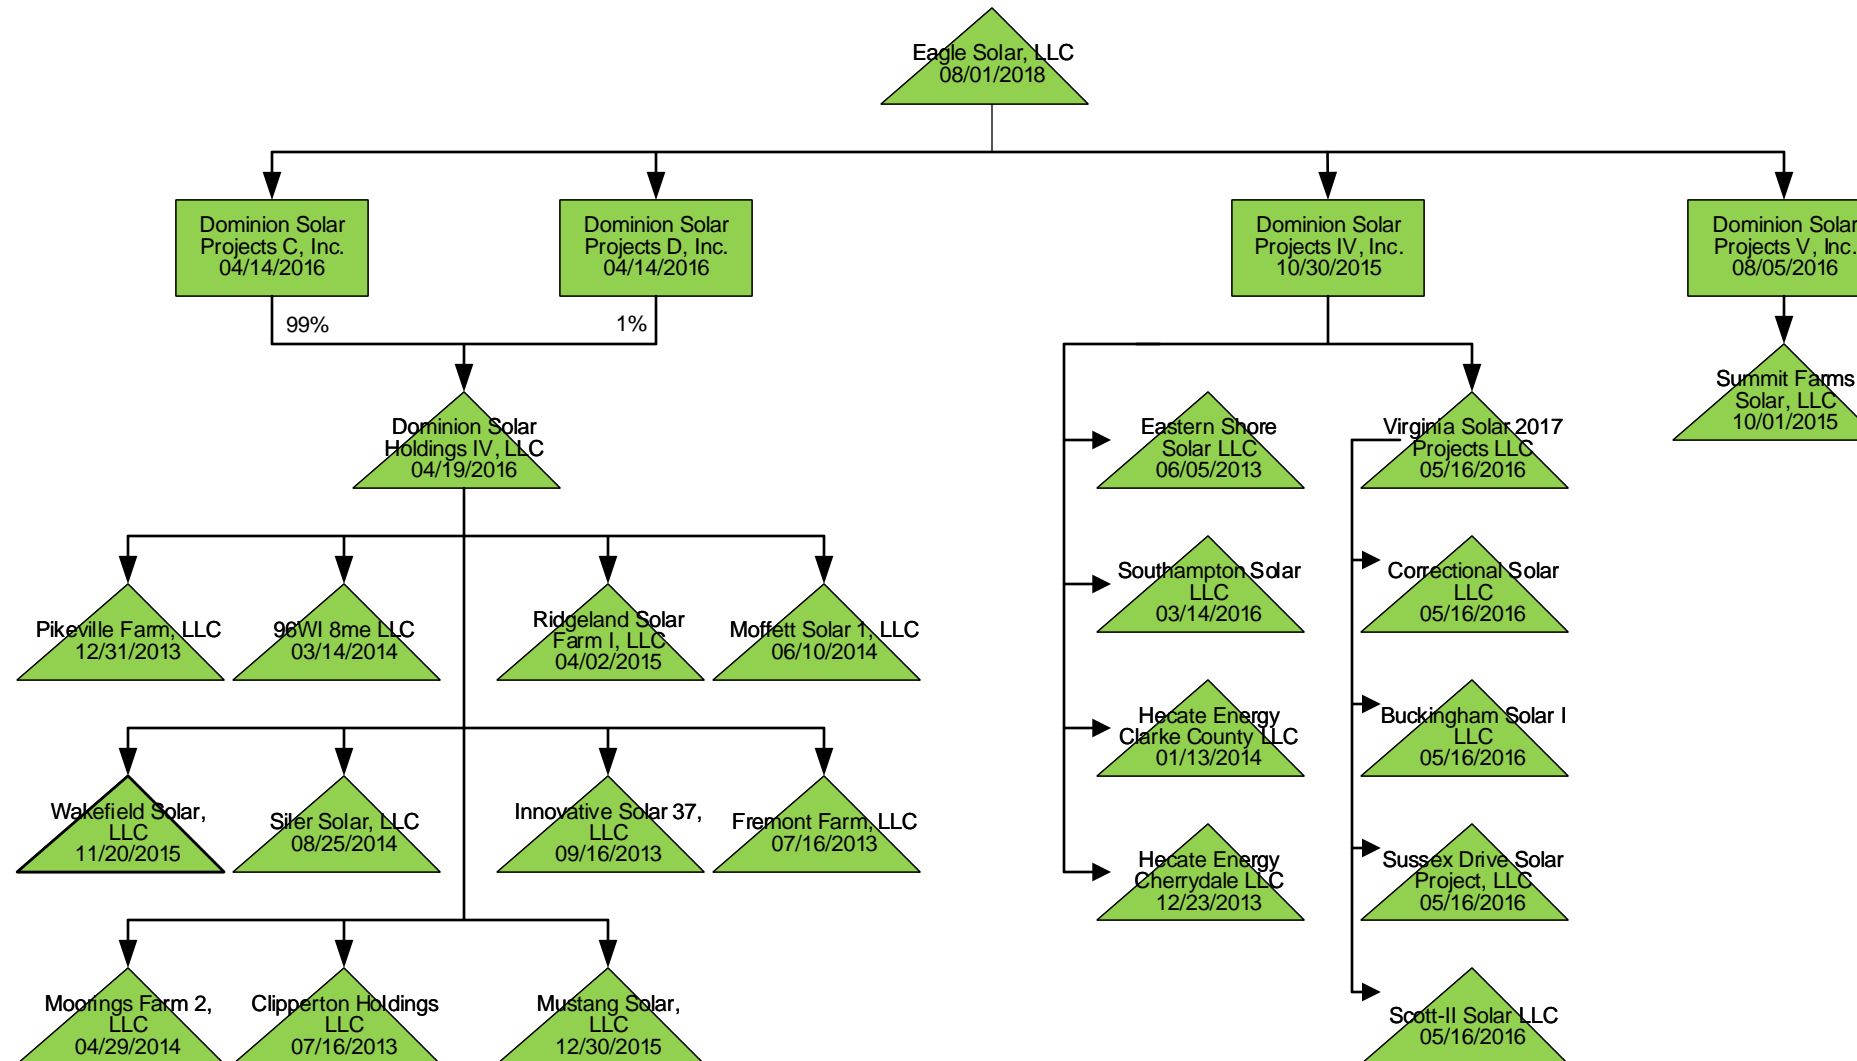 Eagle Solar, LLC
08/01/2018
Dominion Solar
Projects C, Inc.
04/14/2016
Dominion Solar
Projects D, Inc.
04/14/2016
Dominion Solar
Projects IV, Inc.
10/30/2015
Dominion Solar
Projects V, Inc.
08/05/2016
99%
1%
Dominion Solar
Holdings IV, LLC
04/19/2016
Eastern Shore
Solar LLC
06/05/2013
Virginia Solar 2017
Projects LLC
05/16/2016
Summit Farms
Solar, LLC
10/01/2015
Pikeville Farm, LLC
12/31/2013
96WI 8me LLC
03/14/2014
Ridgeland Solar
Farm I, LLC
04/02/2015
Moffett Solar 1, LLC
06/10/2014
Southampton Solar
LLC
03/14/2016
Correctional Solar
LLC
05/16/2016
Hecate Energy
Clarke County LLC
01/13/2014
Buckingham Solar I
LLC
05/16/2016
Wakefield Solar,
LLC
11/20/2015
Siler Solar, LLC
08/25/2014
Innovative Solar 37,
LLC
09/16/2013
Fremont Farm, LLC
07/16/2013
Hecate Energy
Cherrydale LLC
12/23/2013
Sussex Drive Solar
Project, LLC
05/16/2016
Moorings Farm 2,
LLC
04/29/2014
Clipperton Holdings
LLC
07/16/2013
Mustang Solar,
LLC
12/30/2015
Scott-II Solar LLC
05/16/2016